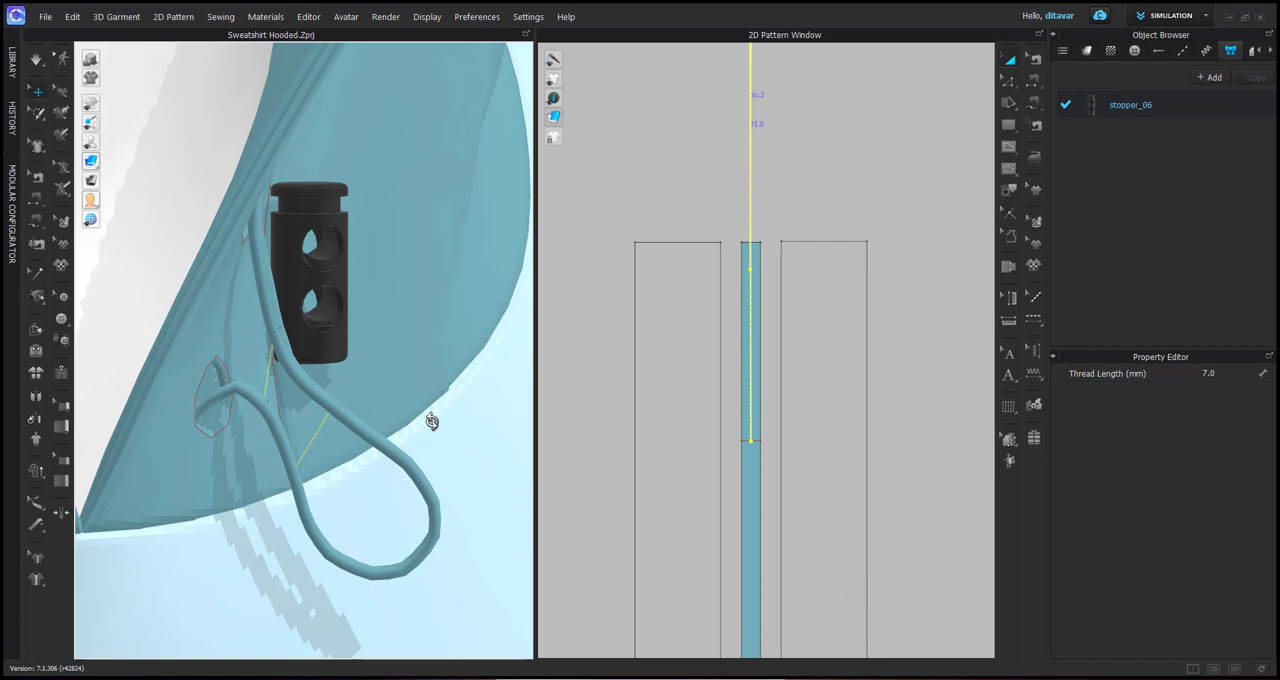 File Edit 3D Garment 2D Pattern Sewing Materials Editor Avatar Render Display Preferences Settings Help
Hello, ditavar
SIMULATION
Sweatshirt Hooded.Zprj
2D Pattern Window
Object Browser
LIBRARY
HISTORY
MODULAR CONFIGURATOR
+ Add
Copy
stopper_06
15.0
Property Editor
Thread Length (mm) 7.0
Version: 7.1.306 (r42824)
3D
2D